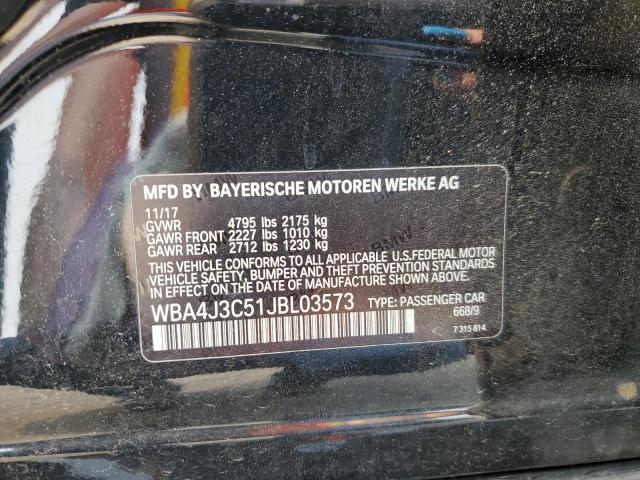 MFD BY BAYERISCHE MOTOREN WERKE AG
11/17
GVWR 4795 lbs 2175 kg
GAWR FRONT 2227 lbs 1010 kg
GAWR REAR 2712 lbs 1230 kg
THIS VEHICLE CONFORMS TO ALL APPLICABLE U.S.FEDERAL MOTOR
VEHICLE SAFETY, BUMPER AND THEFT PREVENTION STANDARDS
IN EFFECT ON THE DATE OF MANUFACTURE SHOWN ABOVE.
WBA4J3C51JBL03573 TYPE: PASSENGER CAR
668/9
7 315 814